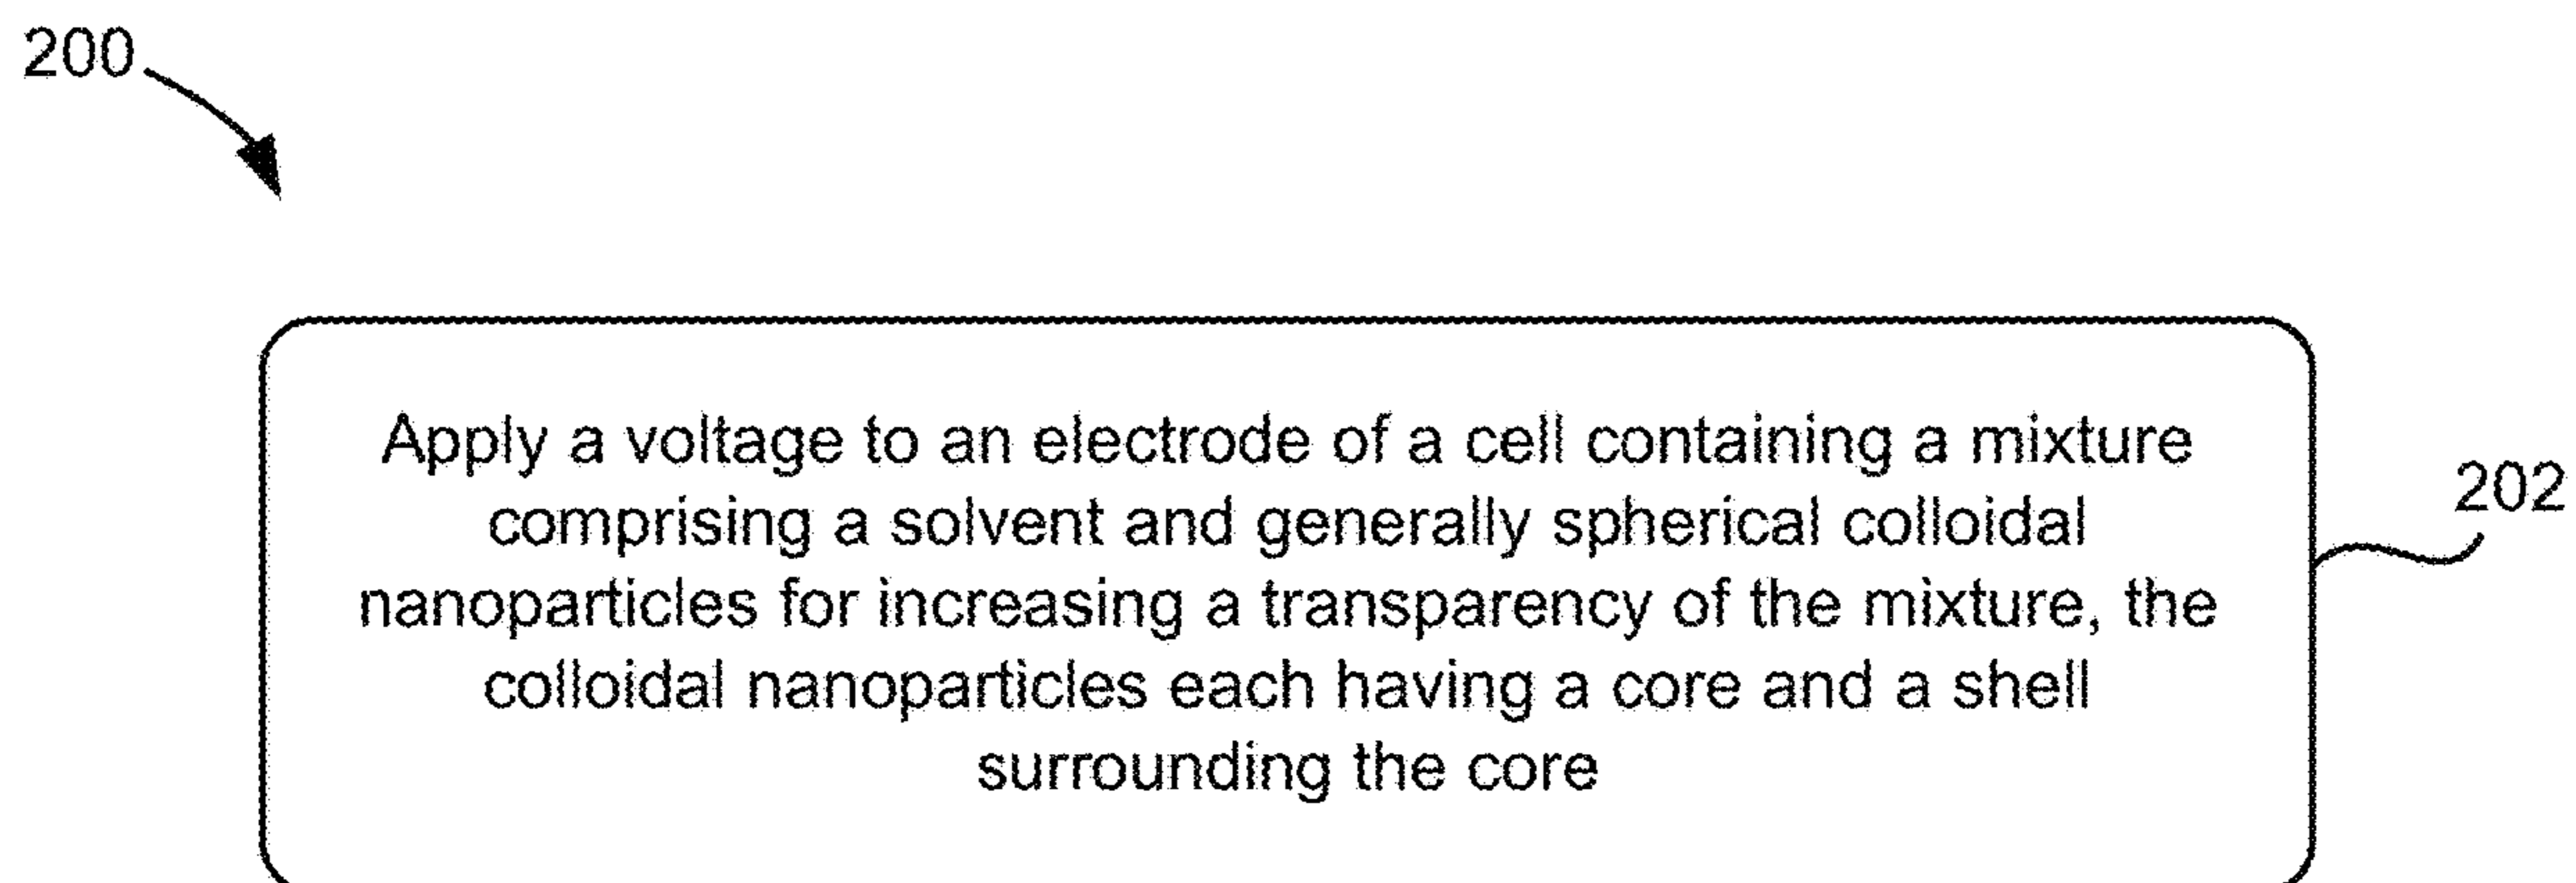 200
Apply a voltage to an electrode of a cell containing a mixture
comprising a solvent and generally spherical colloidal
nanoparticles for increasing a transparency of the mixture, the
colloidal nanoparticles each having a core and a shell
surrounding the core
202